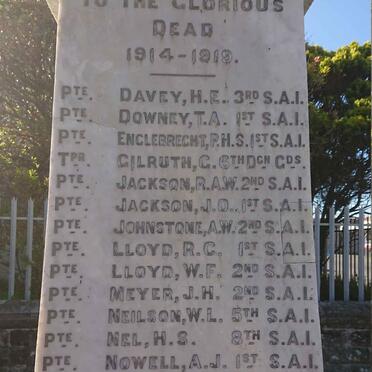 TO THE GLORIOUS
DEAD
1914-1919.
PTE. DAVEY, H.E. 3RD S.A.I.
PTE. DOWNEY, T.A. 1ST S.A.I.
PTE. ENGLEBRECHT, P.H.S. 1ST S.A.I.
TPR. GILRUTH, G. 6TH DGN GDS
PTE. JACKSON, R.A.W. 2ND S.A.I.
PTE. JACKSON, J.O. 1ST S.A.I.
PTE. JOHNSTONE, A.W. 2ND S.A.I.
PTE. LLOYD, R.C. 1ST S.A.I.
PTE. LLOYD, W.F. 2ND S.A.I.
PTE. MEYER, J.H. 2ND S.A.I.
PTE. NEILSON, W.L. 5TH S.A.I.
PTE. NEL, H.S. 8TH S.A.I.
PTE. NOWELL, A.J. 1ST S.A.I.